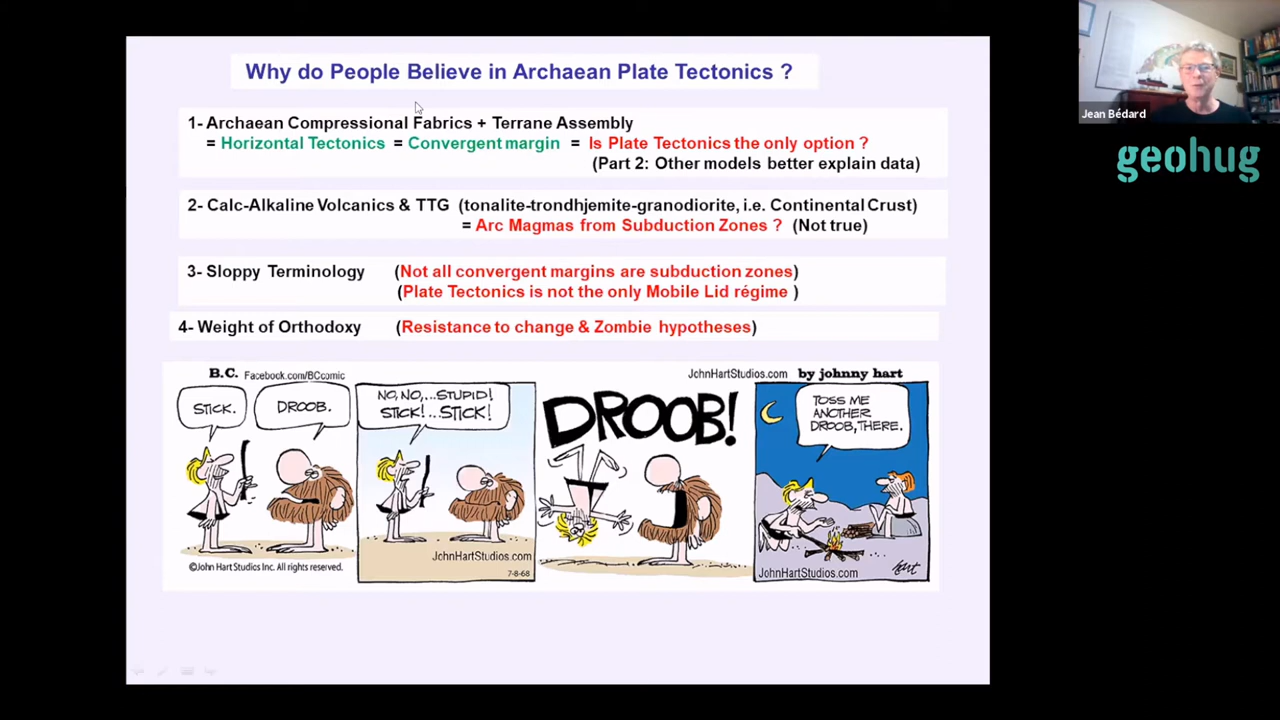 Why do People Believe in Archaean Plate Tectonics ?
1- Archaean Compressional Fabrics + Terrane Assembly
= Horizontal Tectonics = Convergent margin = Is Plate Tectonics the only option ?
(Part 2: Other models better explain data)
2- Calc-Alkaline Volcanics & TTG (tonalite-trondhjemite-granodiorite, i.e. Continental Crust)
= Arc Magmas from Subduction Zones ? (Not true)
3- Sloppy Terminology (Not all convergent margins are subduction zones)
(Plate Tectonics is not the only Mobile Lid régime )
4- Weight of Orthodoxy (Resistance to change & Zombie hypotheses)
B.C. Facebook.com/BCcomic
JohnHartStudios.com by johnny hart
STICK.
DROOB.
©John Hart Studios Inc. All rights reserved.
NO, NO,...STUPID!
STICK!..STICK!
JohnHartStudios.com
7-8-68
DROOB!
TOSS ME
ANOTHER
DROOB, THERE.
JohnHartStudios.com
hart
Jean Bédard
geohug